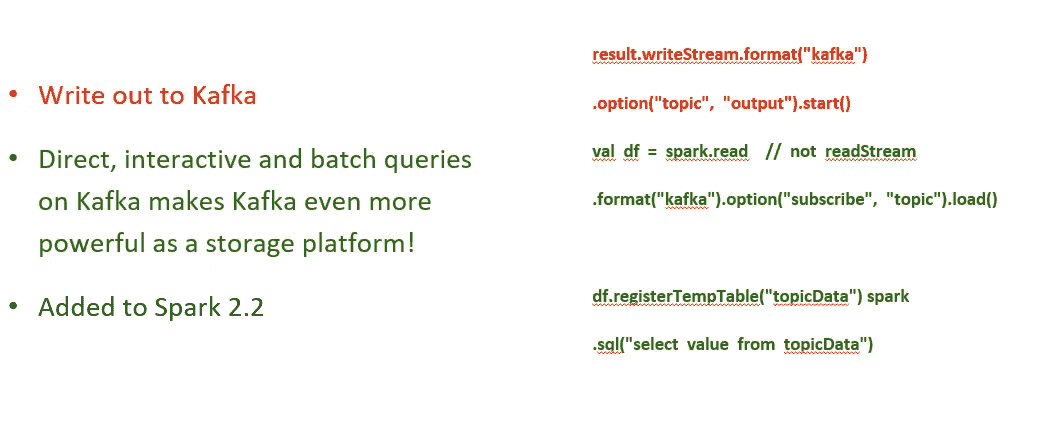 • Write out to Kafka
• Direct, interactive and batch queries
on Kafka makes Kafka even more
powerful as a storage platform!
• Added to Spark 2.2
result.writeStream.format("kafka")
.option("topic", "output").start()
val df = spark.read // not readStream
.format("kafka").option("subscribe", "topic").load()
df.registerTempTable("topicData") spark
.sql("select value from topicData")